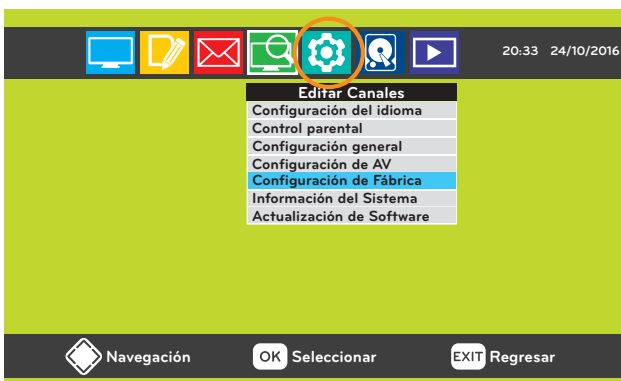 20:33 24/10/2016
Editar Canales
Configuración del idioma
Control parental
Configuración general
Configuración de AV
Configuración de Fábrica
Información del Sistema
Actualización de Software
Navegación
OK Seleccionar
EXIT Regresar